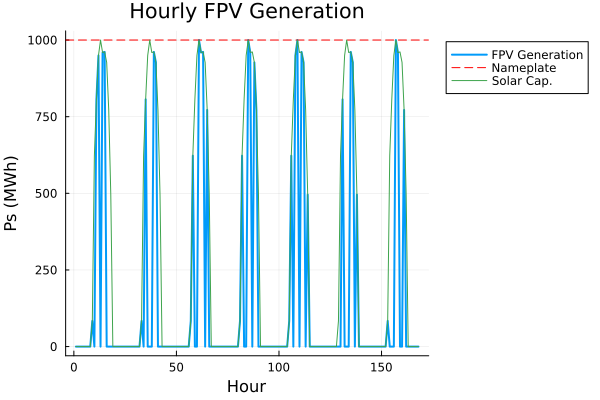 Hourly FPV Generation
Ps (MWh)
1000
750
500
250
0
0 50 100 150
Hour
FPV Generation
Nameplate
Solar Cap.